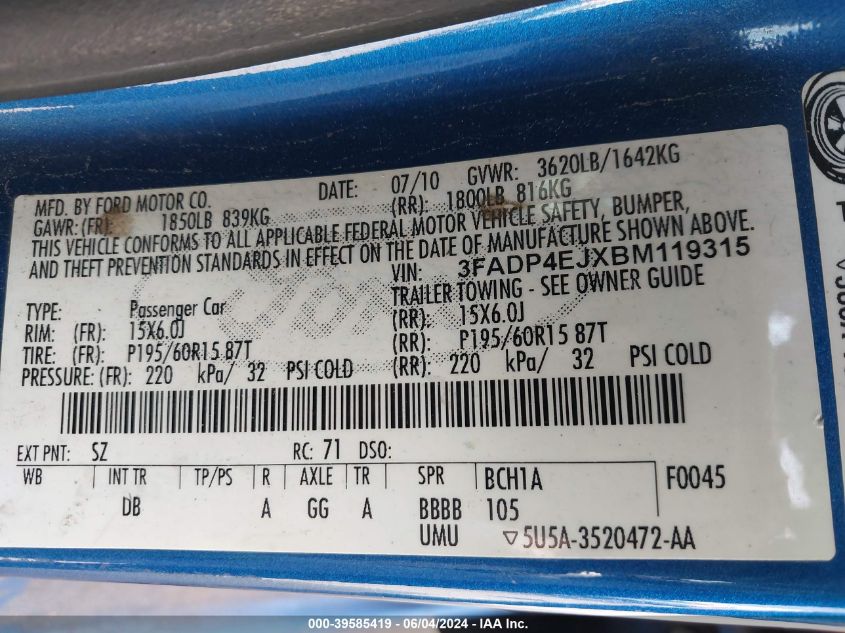 MFD. BY FORD MOTOR CO. DATE: 07/10 GVWR: 3620LB/1642KG
GAWR: (FR): 1850LB 839KG (RR): 1800LB 816KG
THIS VEHICLE CONFORMS TO ALL APPLICABLE FEDERAL MOTOR VEHICLE SAFETY, BUMPER,
AND THEFT PREVENTION STANDARDS IN EFFECT ON THE DATE OF MANUFACTURE SHOWN ABOVE.
VIN: 3FADP4EJXBM119315
TYPE: Passenger Car TRAILER TOWING - SEE OWNER GUIDE
RIM: (FR): 15X6.0J (RR): 15X6.0J
TIRE: (FR): P195/60R15 87T (RR): P195/60R15 87T
PRESSURE: (FR): 220 kPa/ 32 PSI COLD (RR): 220 kPa/ 32 PSI COLD
EXT PNT: SZ RC: 71 DSO:
WB INT TR TP/PS R AXLE TR SPR BCH1A F0045
DB A GG A BBBB 105
UMU ▽5U5A-3520472-AA
000-39585419 - 06/04/2024 - IAA Inc.